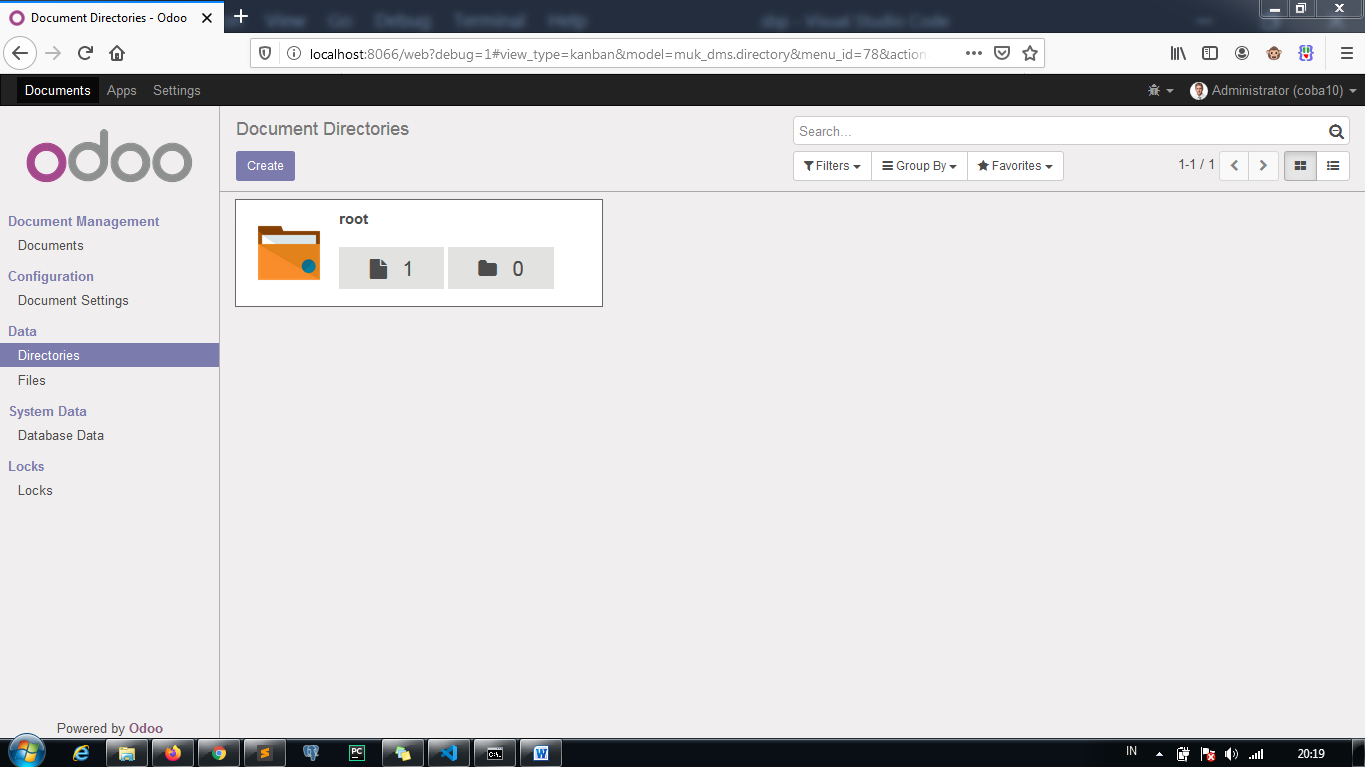 View Go Debug Terminal Help sbp - Visual Studio Code
Document Directories - Odoo
localhost:8066/web?debug=1#view_type=kanban&model=muk_dms.directory&menu_id=78&action
Documents Apps Settings Administrator (coba10)
odoo
Document Directories
Search...
Create
Filters Group By Favorites 1-1 / 1
Document Management
Documents
Configuration
Document Settings
Data
Directories
Files
System Data
Database Data
Locks
Locks
root
1 0
Powered by Odoo
PC
C:\.
W
IN 20:19